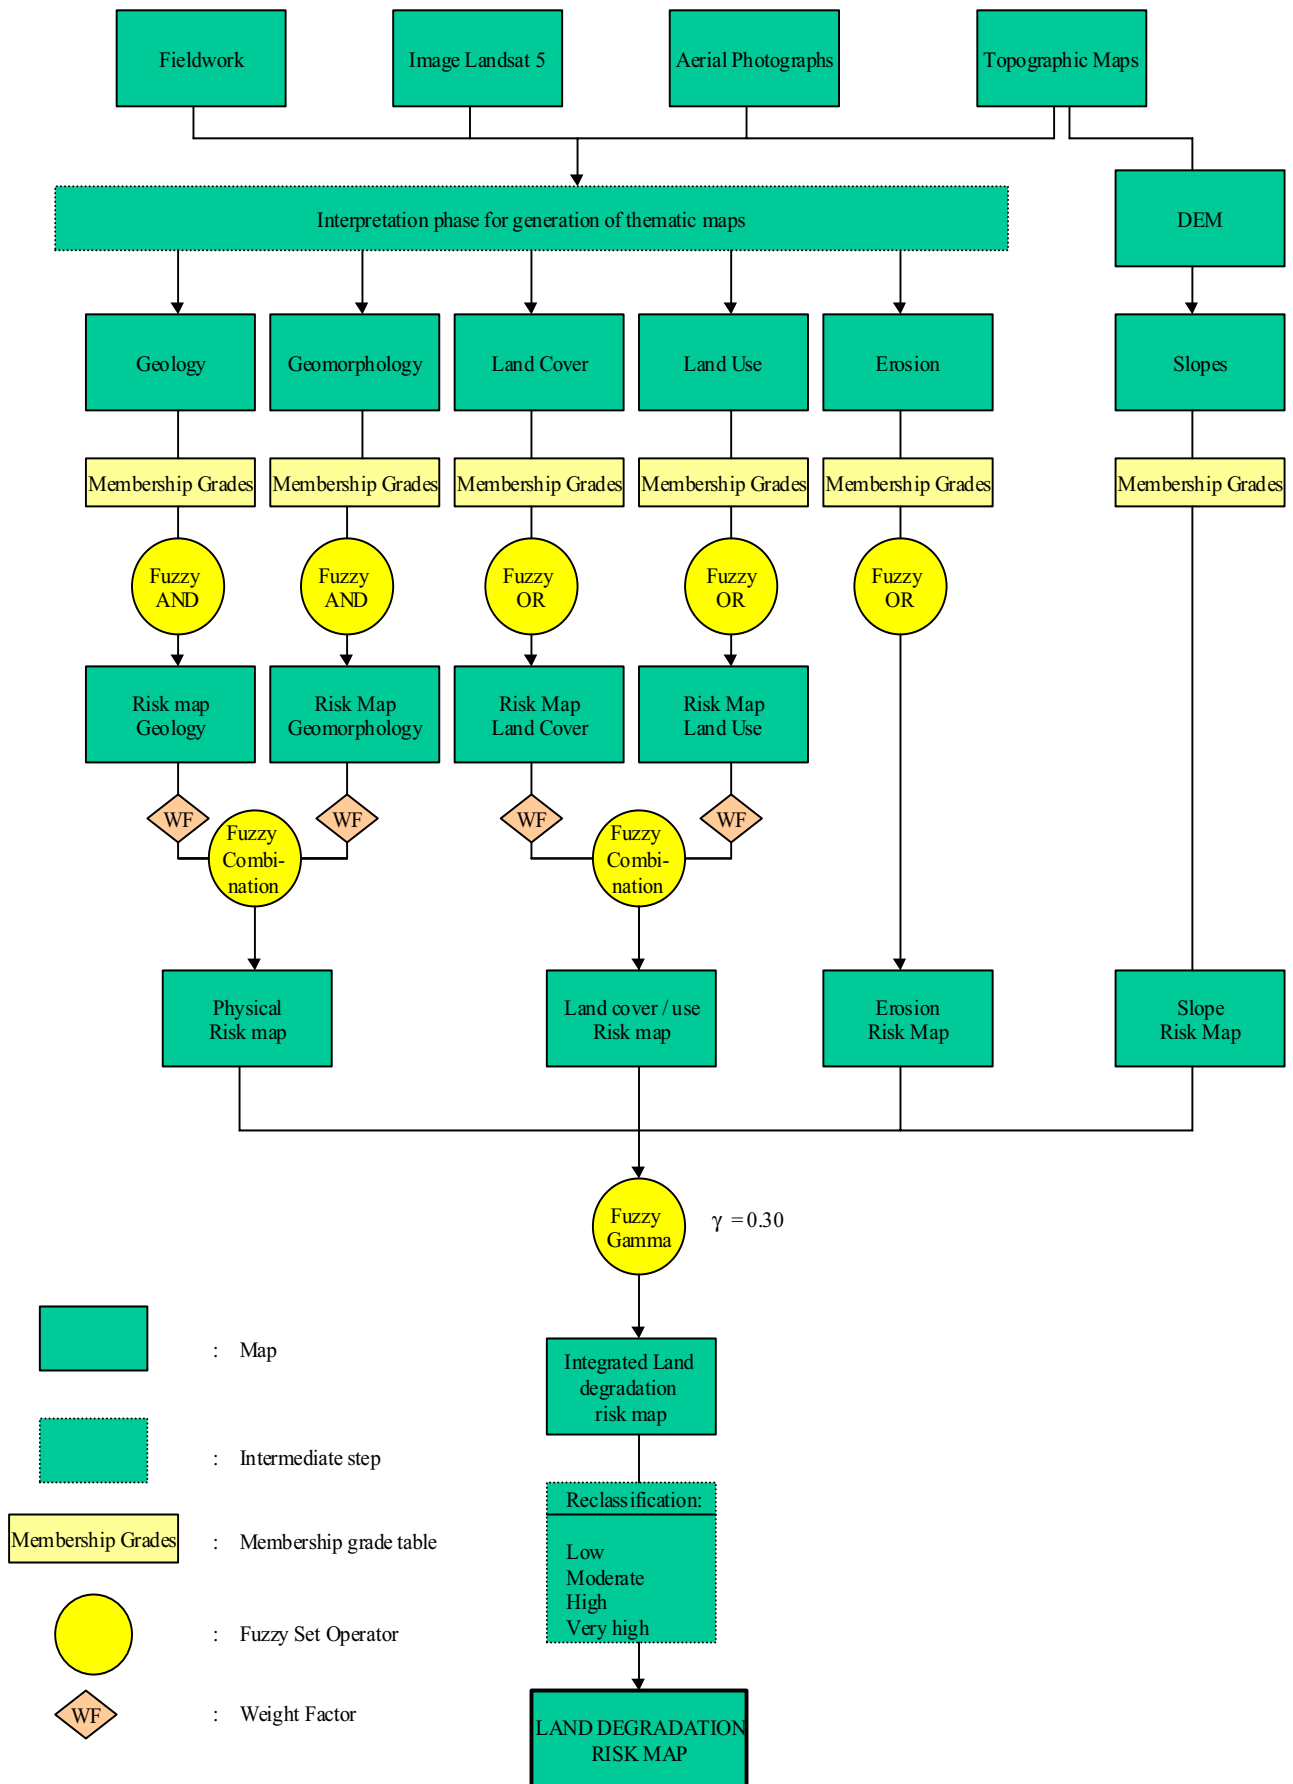 Fieldwork
Image Landsat 5
Aerial Photographs
Topographic Maps
Interpretation phase for generation of thematic maps
DEM
Geology
Geomorphology
Land Cover
Land Use
Erosion
Slopes
Membership Grades
Membership Grades
Membership Grades
Membership Grades
Membership Grades
Membership Grades
Fuzzy
AND
Fuzzy
AND
Fuzzy
OR
Fuzzy
OR
Fuzzy
OR
Risk map
Geology
Risk Map
Geomorphology
Risk Map
Land Cover
Risk Map
Land Use
WF
WF
WF
WF
Fuzzy
Combi-
nation
Fuzzy
Combi-
nation
Physical
Risk map
Land cover / use
Risk map
Erosion
Risk Map
Slope
Risk Map
Fuzzy
Gamma
γ = 0.30
Integrated Land
degradation
risk map
Reclassification:
Low
Moderate
High
Very high
LAND DEGRADATION
RISK MAP
: Map
: Intermediate step
Membership Grades : Membership grade table
: Fuzzy Set Operator
WF : Weight Factor